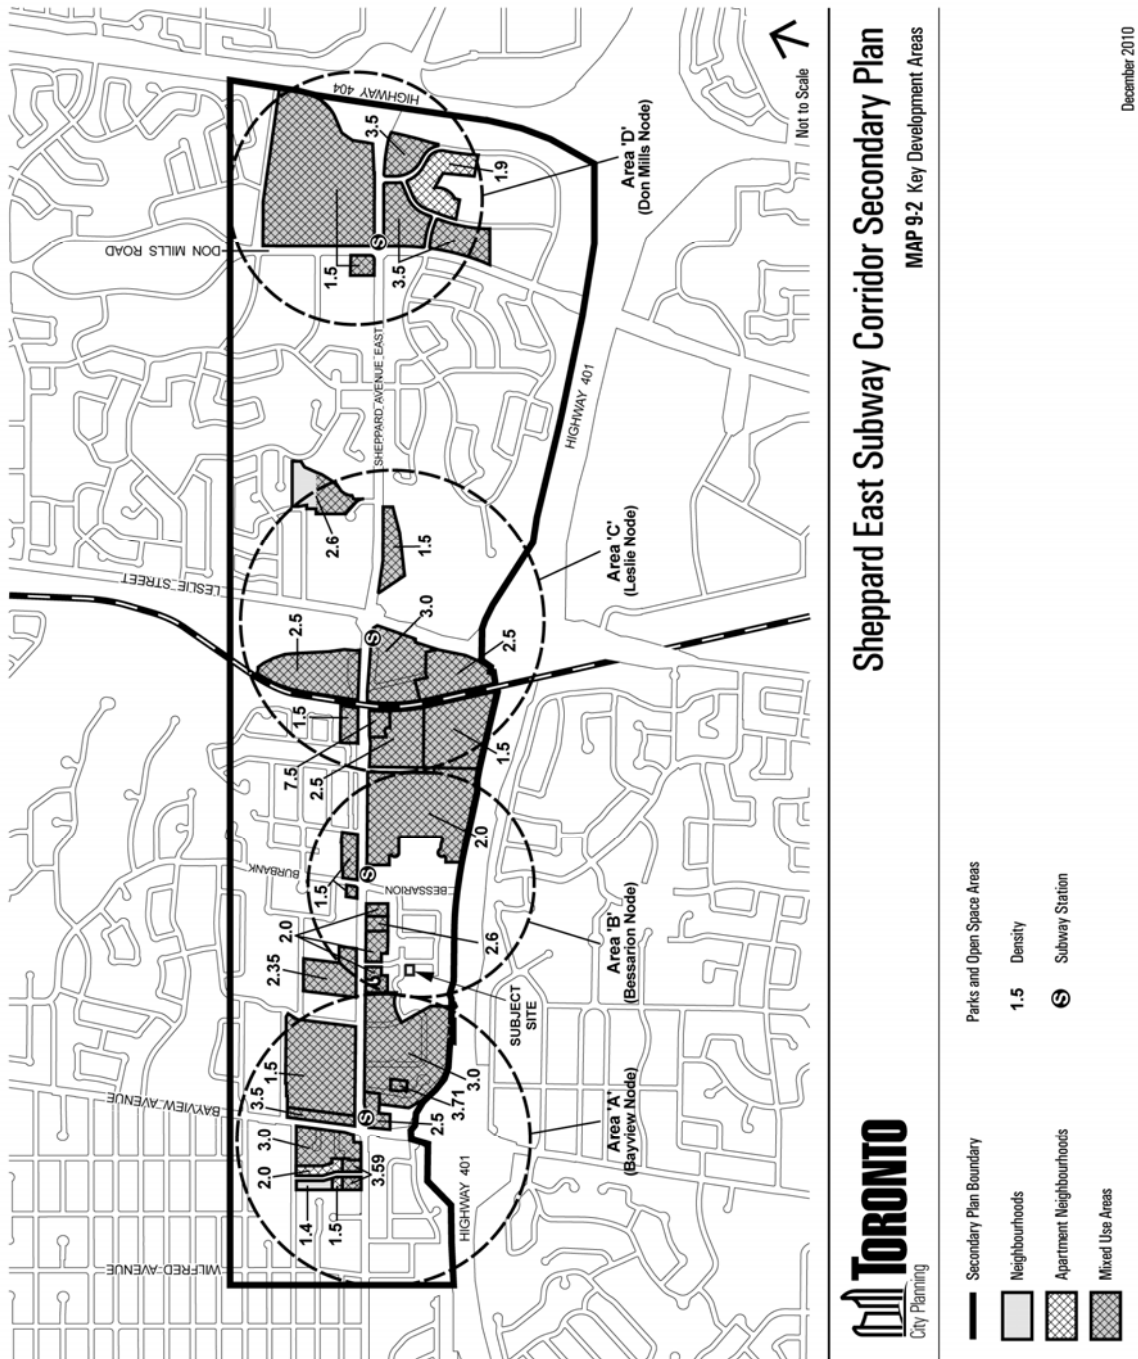 HIGHWAY 404
3.5
1.9
Area 'D'
(Don Mills Node)
DON MILLS ROAD
S
1.5
3.5
SHEPPARD AVENUE EAST
HIGHWAY 401
2.6
1.5
Area 'C'
(Leslie Node)
LESLIE STREET
2.5
S
3.0
2.5
1.5
7.5
2.5
1.5
2.0
BURBANK
1.5
S
BESSARION
2.0
2.6
2.35
Area 'B'
(Bessarion Node)
SUBJECT
SITE
1.5
3.5
BAYVIEW AVENUE
3.0
3.71
S
2.5
3.0
2.0
3.59
1.4
1.5
Area 'A'
(Bayview Node)
HIGHWAY 401
WILFRED AVENUE
Not to Scale
TORONTO
City Planning
Sheppard East Subway Corridor Secondary Plan
MAP 9-2 Key Development Areas
Secondary Plan Boundary
Neighbourhoods
Apartment Neighbourhoods
Mixed Use Areas
Parks and Open Space Areas
1.5 Density
S Subway Station
December 2010